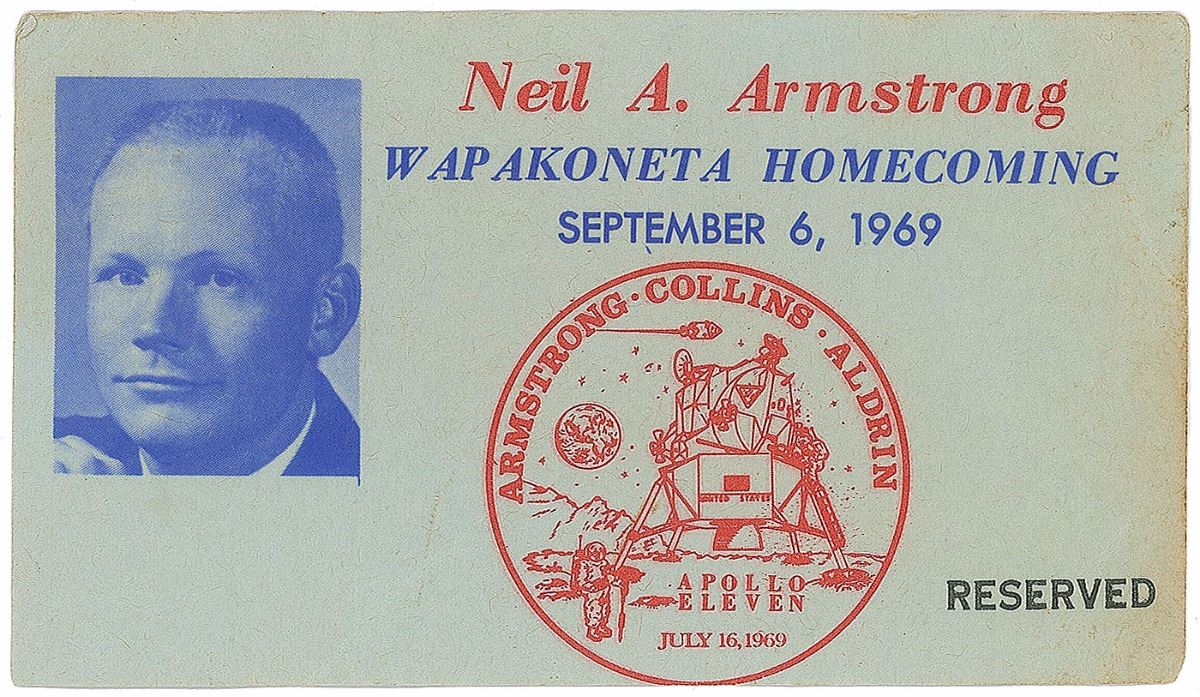 Neil A. Armstrong
WAPAKONETA HOMECOMING
SEPTEMBER 6, 1969
ARMSTRONG · COLLINS · ALDRIN
UNITED STATES
APOLLO
ELEVEN
JULY 16, 1969
RESERVED